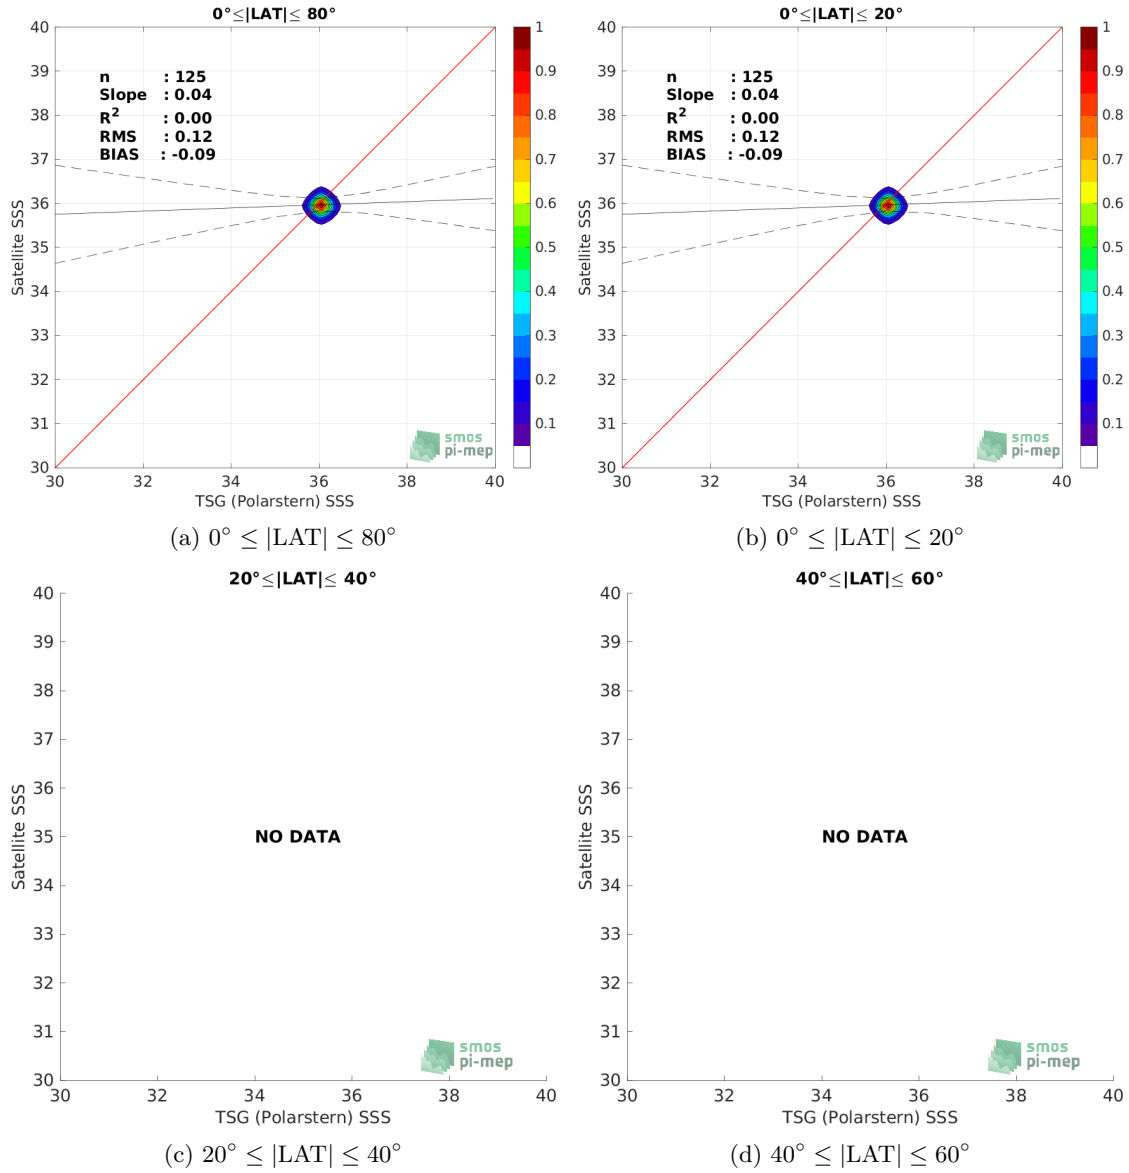 0°≤|LAT|≤ 80°
40
39
38
37
36
35
34
33
32
31
30
Satellite SSS
n : 125
Slope : 0.04
R² : 0.00
RMS : 0.12
BIAS : -0.09
smos
pi-mep
30 32 34 36 38 40
TSG (Polarstern) SSS
1
0.9
0.8
0.7
0.6
0.5
0.4
0.3
0.2
0.1
(a) 0° ≤ |LAT| ≤ 80°
0°≤|LAT|≤ 20°
40
39
38
37
36
35
34
33
32
31
30
Satellite SSS
n : 125
Slope : 0.04
R² : 0.00
RMS : 0.12
BIAS : -0.09
smos
pi-mep
30 32 34 36 38 40
TSG (Polarstern) SSS
1
0.9
0.8
0.7
0.6
0.5
0.4
0.3
0.2
0.1
(b) 0° ≤ |LAT| ≤ 20°
20°≤|LAT|≤ 40°
40
39
38
37
36
35
34
33
32
31
30
Satellite SSS
NO DATA
smos
pi-mep
30 32 34 36 38 40
TSG (Polarstern) SSS
(c) 20° ≤ |LAT| ≤ 40°
40°≤|LAT|≤ 60°
40
39
38
37
36
35
34
33
32
31
30
Satellite SSS
NO DATA
smos
pi-mep
30 32 34 36 38 40
TSG (Polarstern) SSS
(d) 40° ≤ |LAT| ≤ 60°